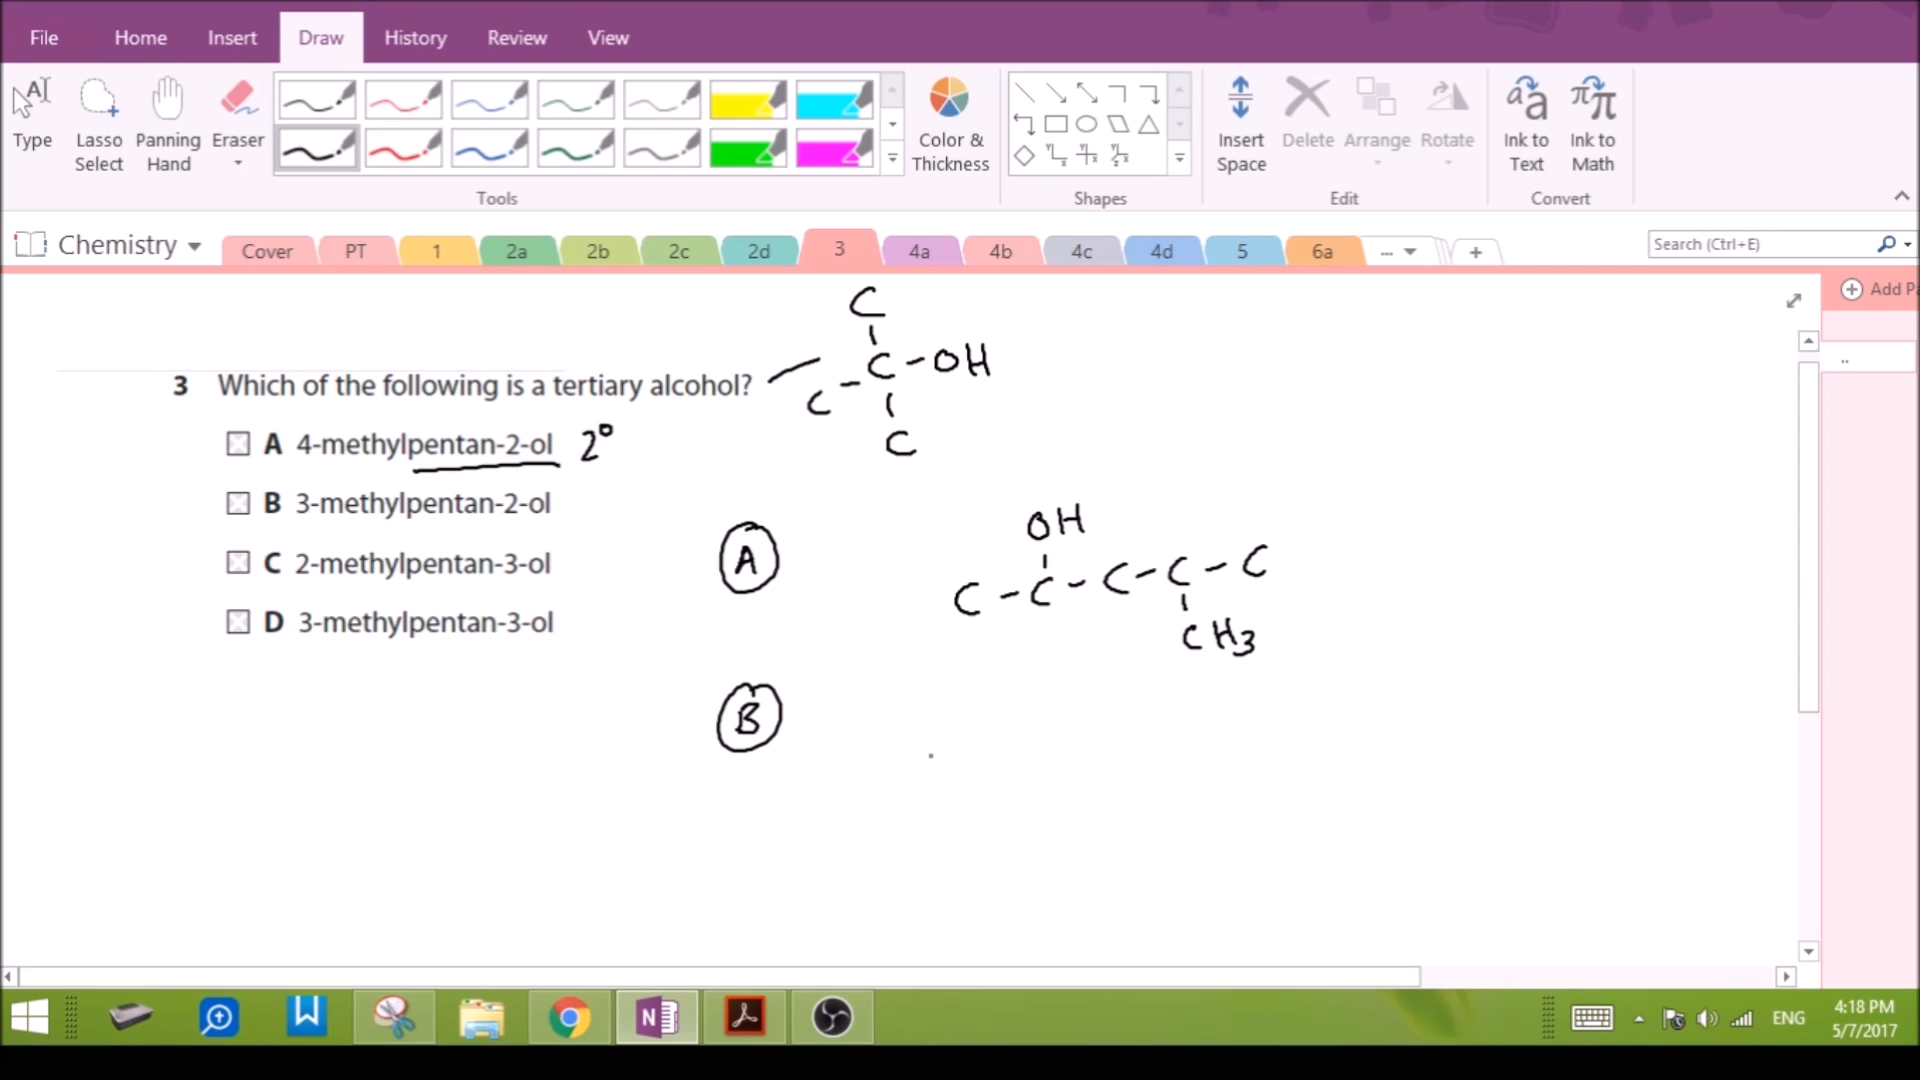 File Home Insert Draw History Review View
Type
Lasso Select
Panning Hand
Eraser
Color & Thickness
Insert Space
Delete
Arrange
Rotate
Ink to Text
Ink to Math
Tools Shapes Edit Convert
Chemistry Cover PT 1 2a 2b 2c 2d 3 4a 4b 4c 4d 5 6a ... + Search (Ctrl+E)
Add Pa
..
C
3 Which of the following is a tertiary alcohol? C - C - OH
C
A 4-methylpentan-2-ol 2°
B 3-methylpentan-2-ol
C 2-methylpentan-3-ol
D 3-methylpentan-3-ol
A
OH
C - C - C - C - C
CH3
B
4:18 PM
ENG
5/7/2017